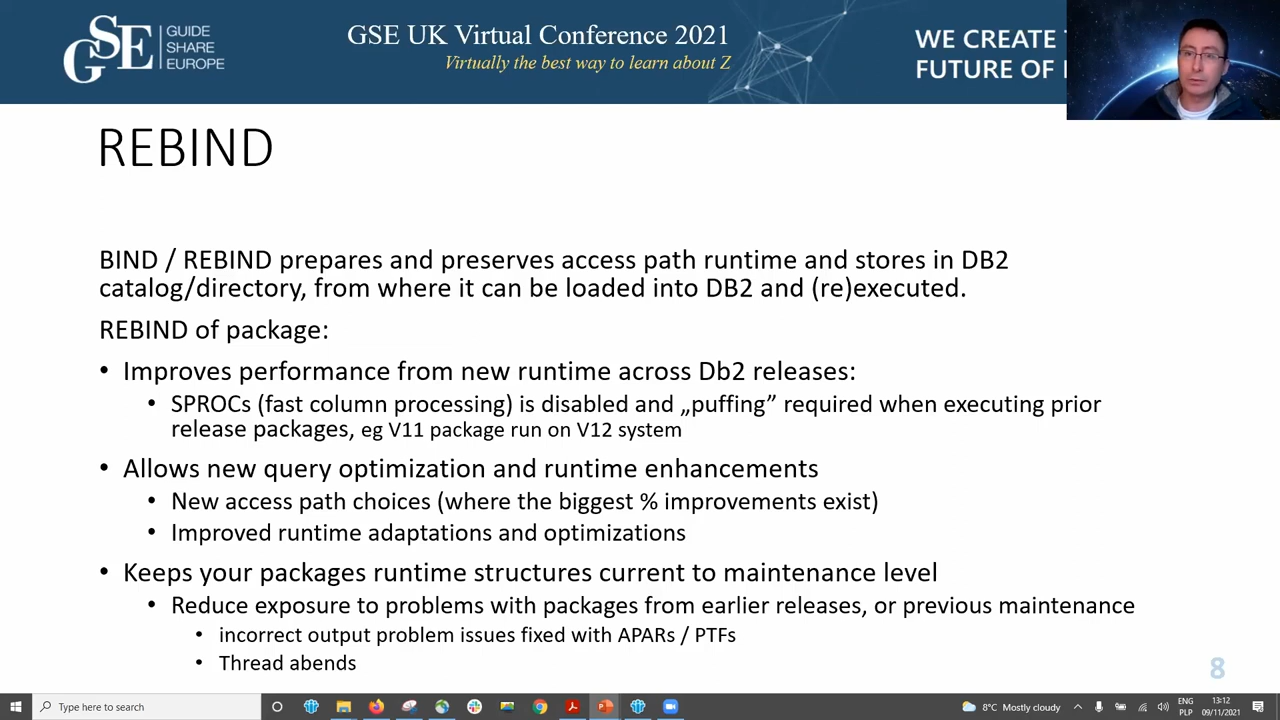 GSE
GUIDE
SHARE
EUROPE
GSE UK Virtual Conference 2021
Virtually the best way to learn about Z
WE CREATE
FUTURE OF
REBIND
BIND / REBIND prepares and preserves access path runtime and stores in DB2
catalog/directory, from where it can be loaded into DB2 and (re)executed.
REBIND of package:
• Improves performance from new runtime across Db2 releases:
• SPROCs (fast column processing) is disabled and „puffing” required when executing prior
release packages, eg V11 package run on V12 system
• Allows new query optimization and runtime enhancements
• New access path choices (where the biggest % improvements exist)
• Improved runtime adaptations and optimizations
• Keeps your packages runtime structures current to maintenance level
• Reduce exposure to problems with packages from earlier releases, or previous maintenance
• incorrect output problem issues fixed with APARs / PTFs
• Thread abends
8
Type here to search
8°C Mostly cloudy
ENG
PLP
13:12
09/11/2021